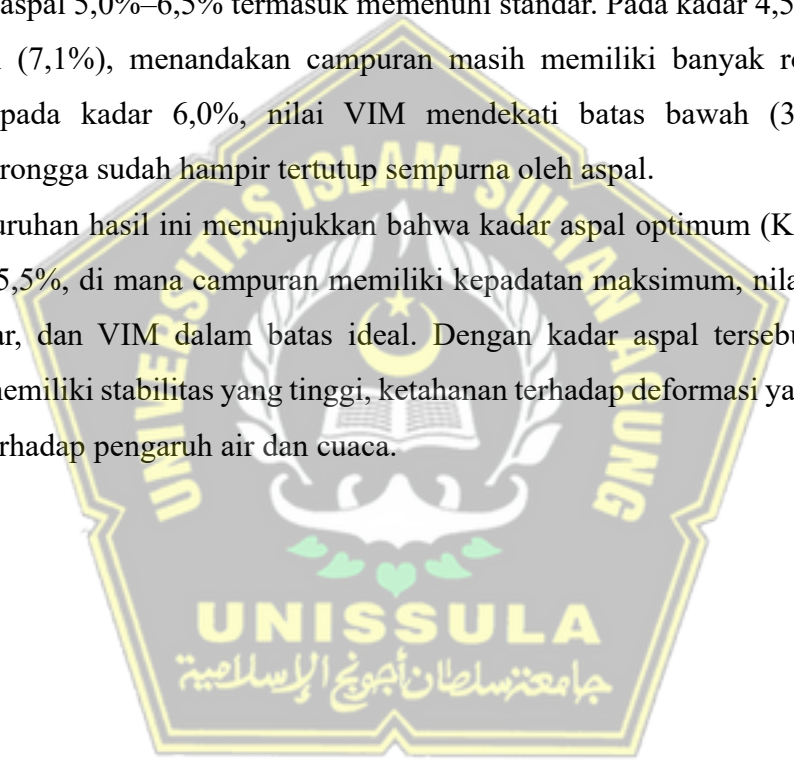 aspal 5,0%–6,5% termasuk memenuhi standar. Pada kadar 4,5
(7,1%), menandakan campuran masih memiliki banyak
pada kadar 6,0%, nilai VIM mendekati batas bawah (3
rongga sudah hampir tertutup sempurna oleh aspal.
uruhan hasil ini menunjukkan bahwa kadar aspal optimum (K
5,5%, di mana campuran memiliki kepadatan maksimum, nila
ar, dan VIM dalam batas ideal. Dengan kadar aspal tersebu
memiliki stabilitas yang tinggi, ketahanan terhadap deformasi ya
rhadap pengaruh air dan cuaca.
UNIVERSITAS ISLAM SULTAN AGUNG
UNISSULA
جامعة سلطان أجونج الإسلامية